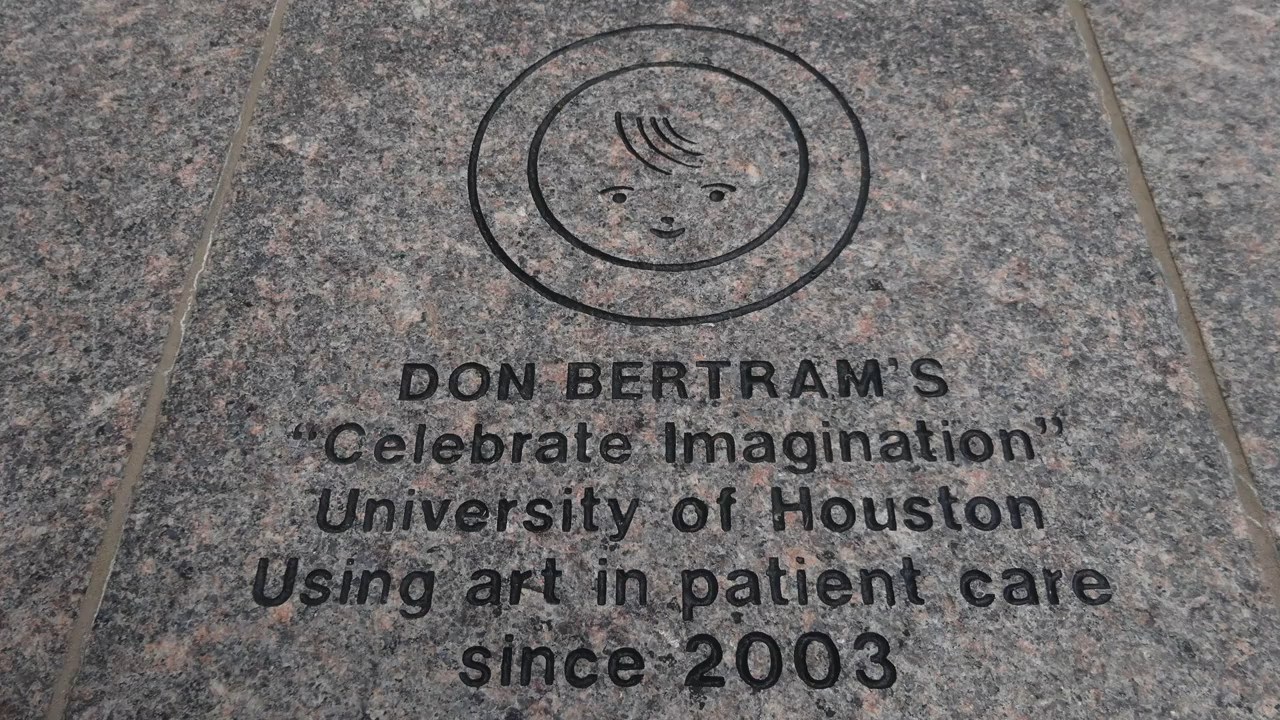 DON BERTRAM'S
"Celebrate Imagination"
University of Houston
Using art in patient care
since 2003